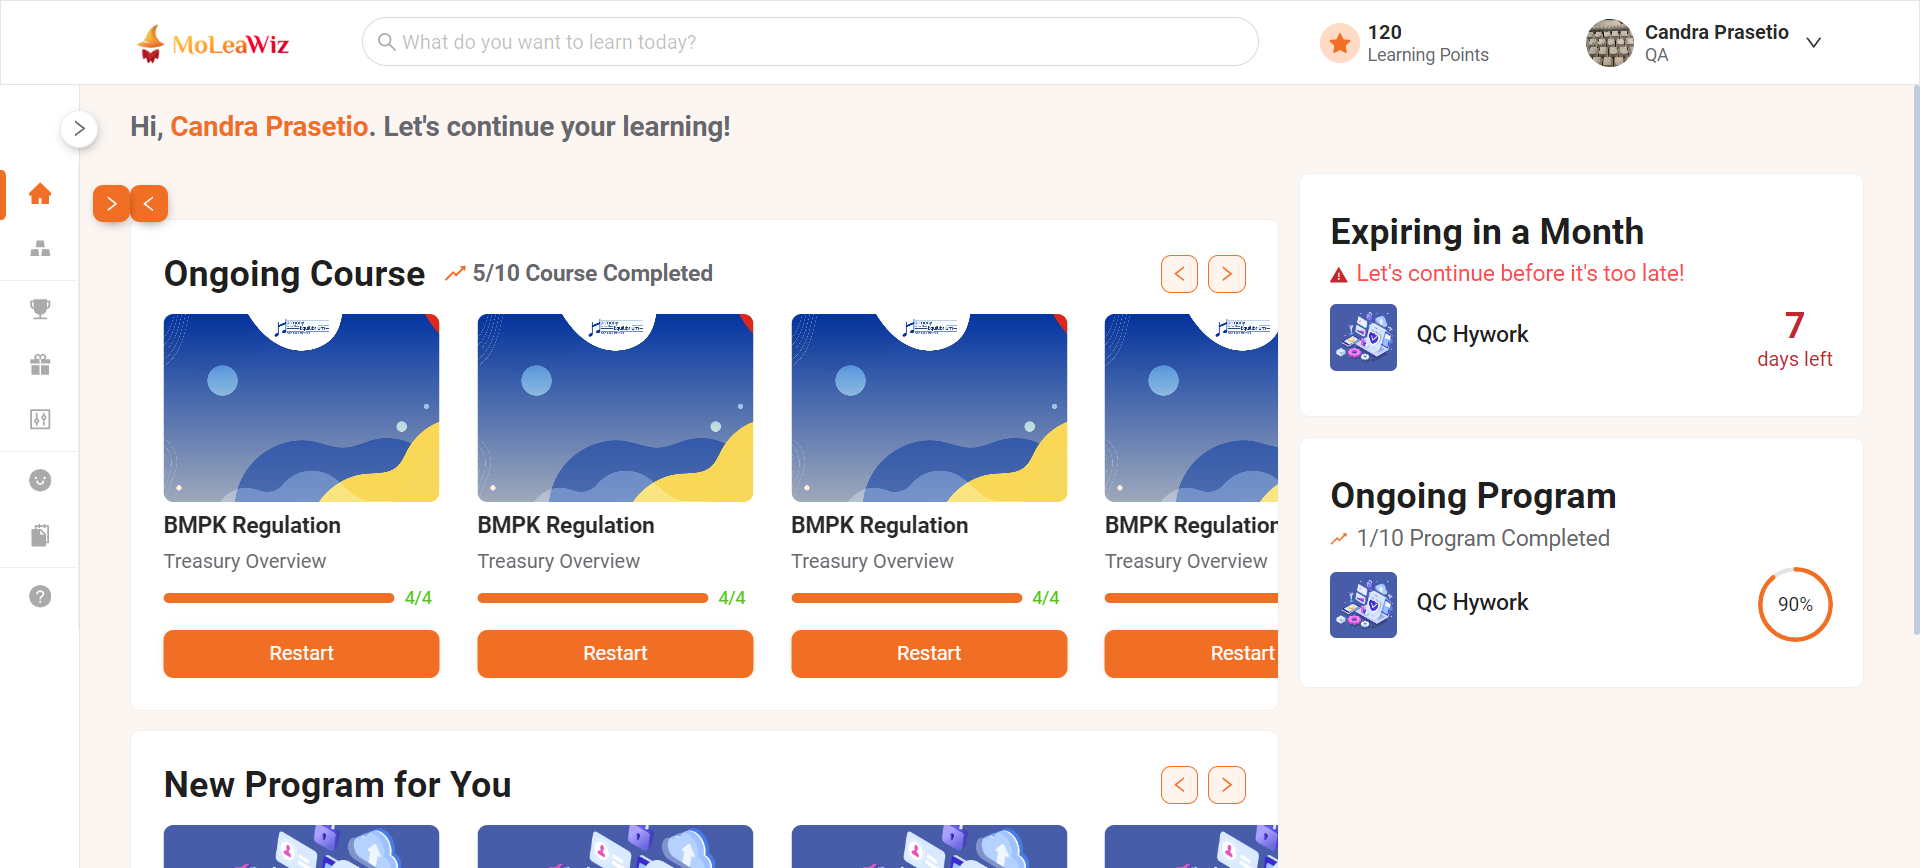 MoLeaWiz
What do you want to learn today?
120
Learning Points
Candra Prasetio
QA
Hi, Candra Prasetio. Let's continue your learning!
Ongoing Course
5/10 Course Completed
BMPK Regulation
Treasury Overview
4/4
Restart
BMPK Regulation
Treasury Overview
4/4
Restart
BMPK Regulation
Treasury Overview
4/4
Restart
BMPK Regulation
Treasury Overview
Restart
New Program for You
Expiring in a Month
Let's continue before it's too late!
QC Hywork
7
days left
Ongoing Program
1/10 Program Completed
QC Hywork
90%